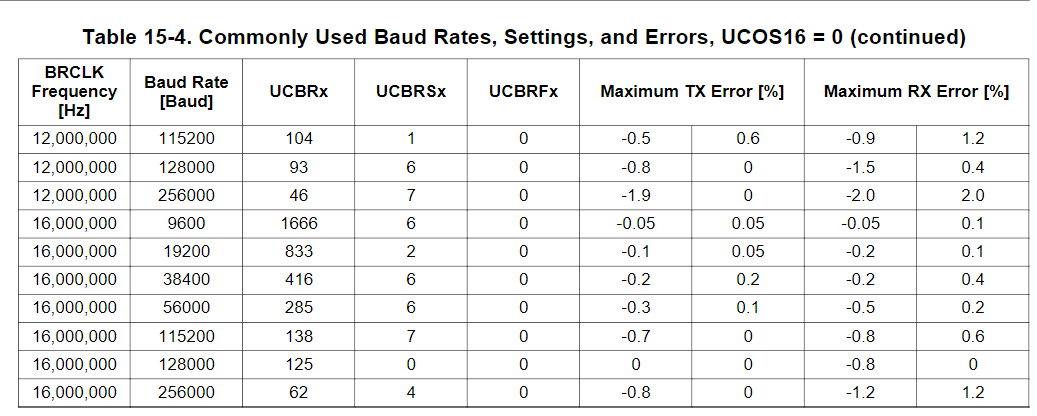 Table 15-4. Commonly Used Baud Rates, Settings, and Errors, UCOS16 = 0 (continued)
BRCLK Frequency [Hz] Baud Rate [Baud] UCBRx UCBRSx UCBRFx Maximum TX Error [%] Maximum RX Error [%]
12,000,000 115200 104 1 0 -0.5 0.6 -0.9 1.2
12,000,000 128000 93 6 0 -0.8 0 -1.5 0.4
12,000,000 256000 46 7 0 -1.9 0 -2.0 2.0
16,000,000 9600 1666 6 0 -0.05 0.05 -0.05 0.1
16,000,000 19200 833 2 0 -0.1 0.05 -0.2 0.1
16,000,000 38400 416 6 0 -0.2 0.2 -0.2 0.4
16,000,000 56000 285 6 0 -0.3 0.1 -0.5 0.2
16,000,000 115200 138 7 0 -0.7 0 -0.8 0.6
16,000,000 128000 125 0 0 0 0 -0.8 0
16,000,000 256000 62 4 0 -0.8 0 -1.2 1.2